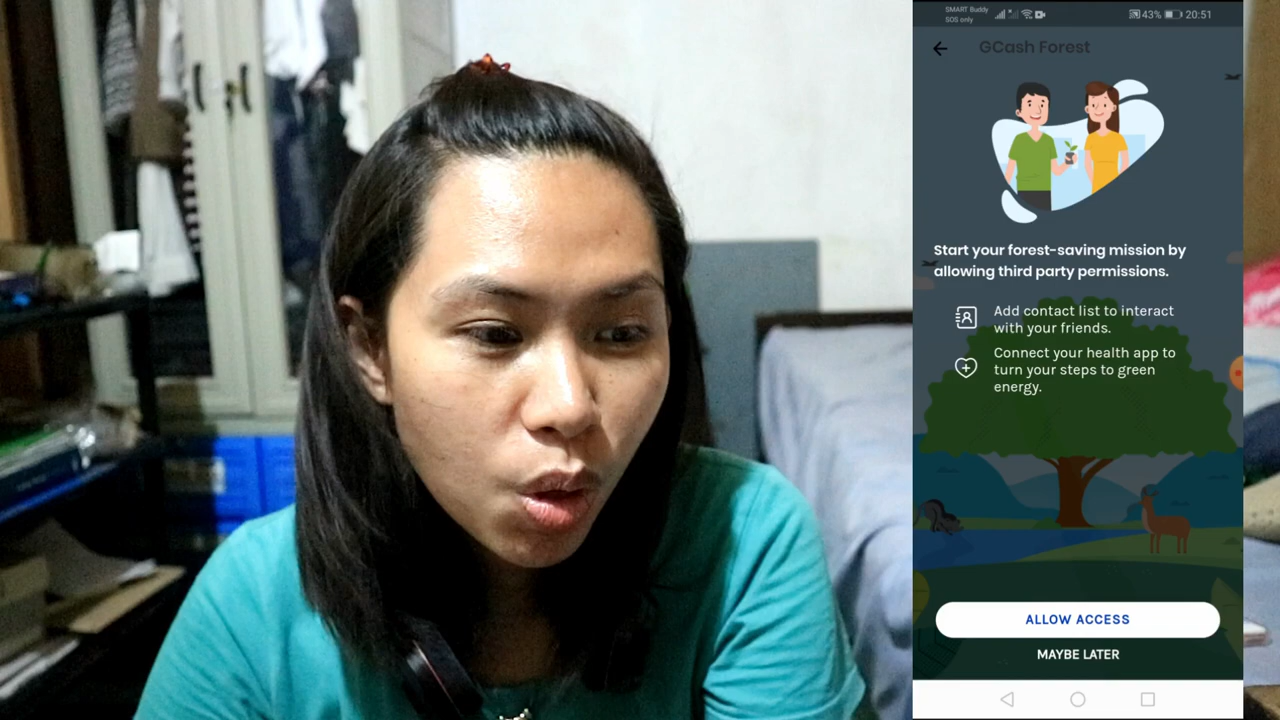 SMART Buddy
SOS only
43% 20:51
GCash Forest
Start your forest-saving mission by
allowing third party permissions.
Add contact list to interact
with your friends.
Connect your health app to
turn your steps to green
energy.
ALLOW ACCESS
MAYBE LATER